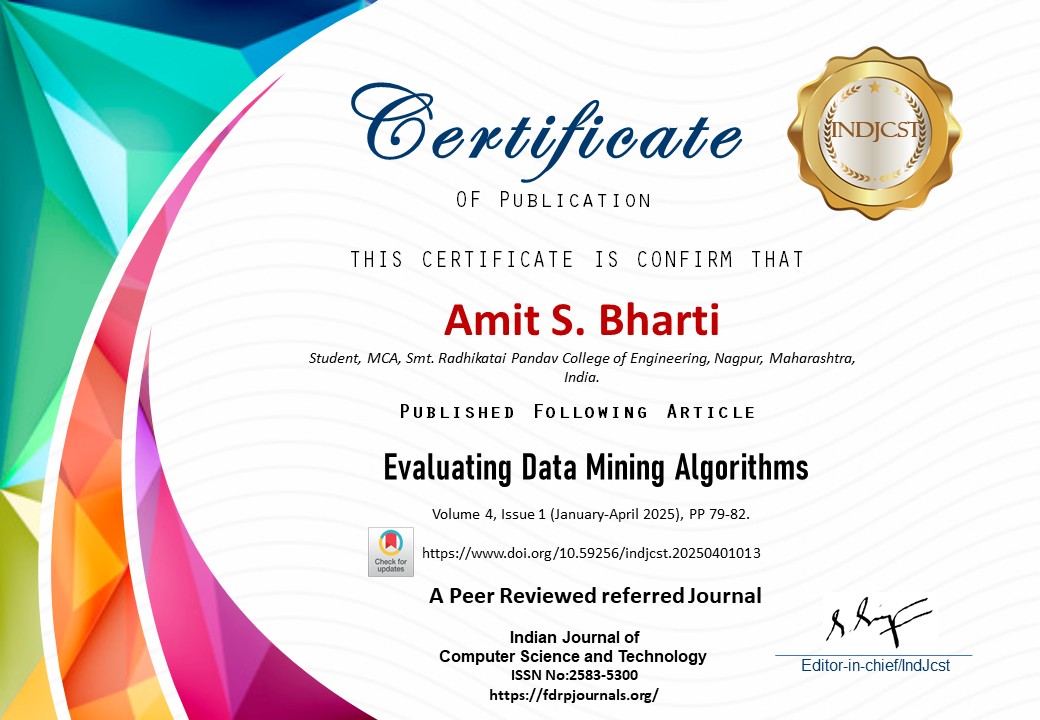 Certificate
INDJCST
OF PUBLICATION
THIS CERTIFICATE IS CONFIRM THAT
Amit S. Bharti
Student, MCA, Smt. Radhikatai Pandav College of Engineering, Nagpur, Maharashtra,
India.
PUBLISHED FOLLOWING ARTICLE
Evaluating Data Mining Algorithms
Volume 4, Issue 1 (January-April 2025), PP 79-82.
Check for
updates
https://www.doi.org/10.59256/indjcst.20250401013
A Peer Reviewed referred Journal
Indian Journal of
Computer Science and Technology
ISSN No:2583-5300
https://fdrpjournals.org/
Editor-in-chief/IndJcst